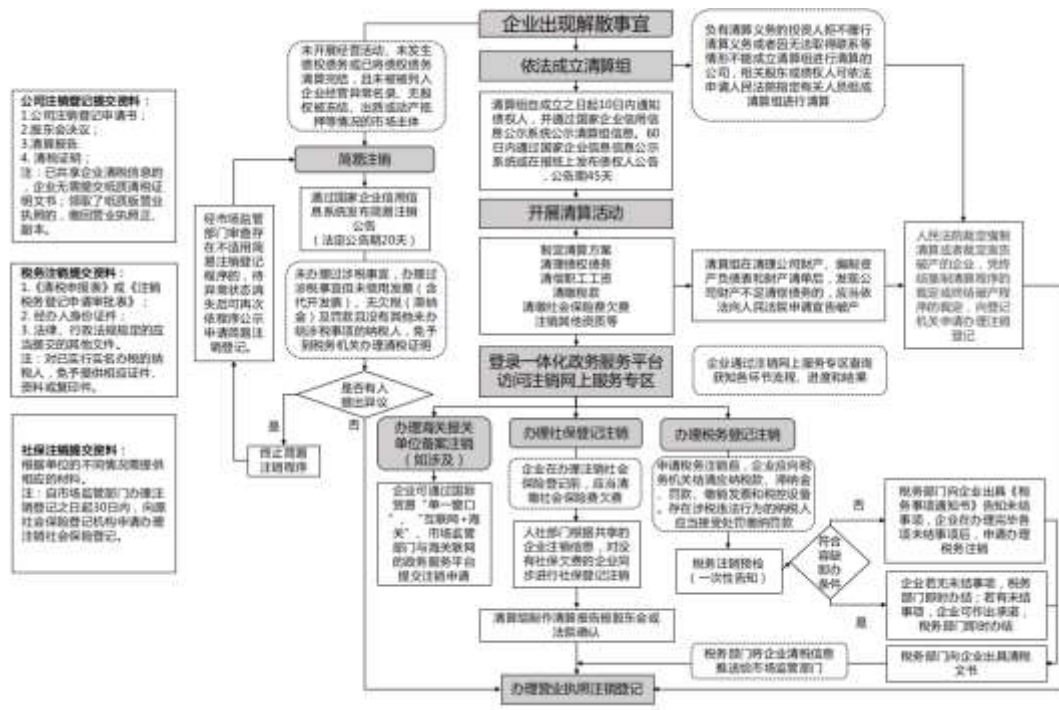 企业出现解散事宜
依法成立清算组
清算组自成立之日起10日内通知
债权人，并通过国家企业信用信
息公示系统公示清算组信息。60
日内通过国家企业信用信息公示
系统或在报纸上发布债权人公告
，公告期45天
负有清算义务的投资人拒不履行
清算义务或者因无法取得联系等
情形不能成立清算组进行清算的
公司，相关股东或债权人可依法
申请人民法院指定有关人员组成
清算组进行清算
未开展经营活动、未发生
债权债务或已将债权债务
清算完结，且未被列入
企业经营异常名录、无股
权被冻结、出质或动产抵
押等情况的市场主体
简易注销
通过国家企业信用信
息系统发布简易注销
公告
（法定公告期20天）
未办理过涉税事宜，办理过
涉税事宜但未使用发票（含
代开发票）、无欠税（滞纳
金）及罚款且没有其他未办
结涉税事项的纳税人，免予
到税务机关办理清税证明
是否有人
提出异议
是
否
终止简易
注销程序
经市场监管
部门审查存
在不适用简
易注销登记
程序的，待
异常状态消
失后可再次
依程序公示
申请简易注
销登记。
公司注销登记提交资料：
1.公司注销登记申请书；
2.股东会决议；
3.清算报告
4. 清税证明；
注：已共享企业清税信息的
，企业无需提交纸质清税证
明文书；领取了纸质版营业
执照的，缴回营业执照正、
副本。
税务注销提交资料：
1.《清税申报表》或《注销
税务登记申请审批表》；
2. 经办人身份证件；
3. 法律、行政法规规定的应
当提交的其他文件。
注：对已实行实名办税的纳
税人，免予提供相应证件、
资料或复印件。
社保注销提交资料：
根据单位的不同情况需提供
相应的材料。
注：自市场监管部门办理注
销登记之日起30日内，向原
社会保险登记机构申请办理
注销社会保险登记。
开展清算活动
制定清算方案
清理债权债务
清偿职工工资
清缴税款
清缴社会保险费欠费
注销其他资质等
清算组在清理公司财产、编制资
产负债表和财产清单后，发现公
司财产不足清偿债务的，应当依
法向人民法院申请宣告破产
人民法院裁定强制
清算或者裁定宣告
破产的企业，凭终
结强制清算程序的
裁定或终结破产程
序的裁定，向登记
机关申请办理注销
登记
登录一体化政务服务平台
访问注销网上服务专区
企业通过注销网上服务专区查询
获知各环节流程、进度和结果
办理海关报关
单位备案注销
（如涉及）
企业可通过国际
贸易“单一窗口
”、“互联网+海
关”、市场监管
部门与海关联网
的政务服务平台
提交注销申请
办理社保登记注销
企业在办理注销社会
保险登记前，应当清
缴社会保险费欠费
人社部门根据共享的
企业注销信息，对没
有社保欠费的企业同
步进行社保登记注销
办理税务登记注销
申请税务注销前，企业应向税
务机关结清应纳税款、滞纳金
、罚款，缴销发票和税控设备。
存在涉税违法行为的纳税人
应当接受处罚缴纳罚款
税务注销预检
（一次性告知）
符合
容缺
即办
条件
否
是
税务部门向企业出具《税
务事项通知书》告知未结
事项，企业在办理完毕各
项未结事项后，申请办理
税务注销
企业若无未结事项，税务
部门即时办结；若有未结
事项，企业可作出承诺，
税务部门即时办结
清算组制作清算报告报股东会或
法院确认
税务部门将企业清税信息
推送给市场监管部门
税务部门向企业出具清税
文书
办理营业执照注销登记